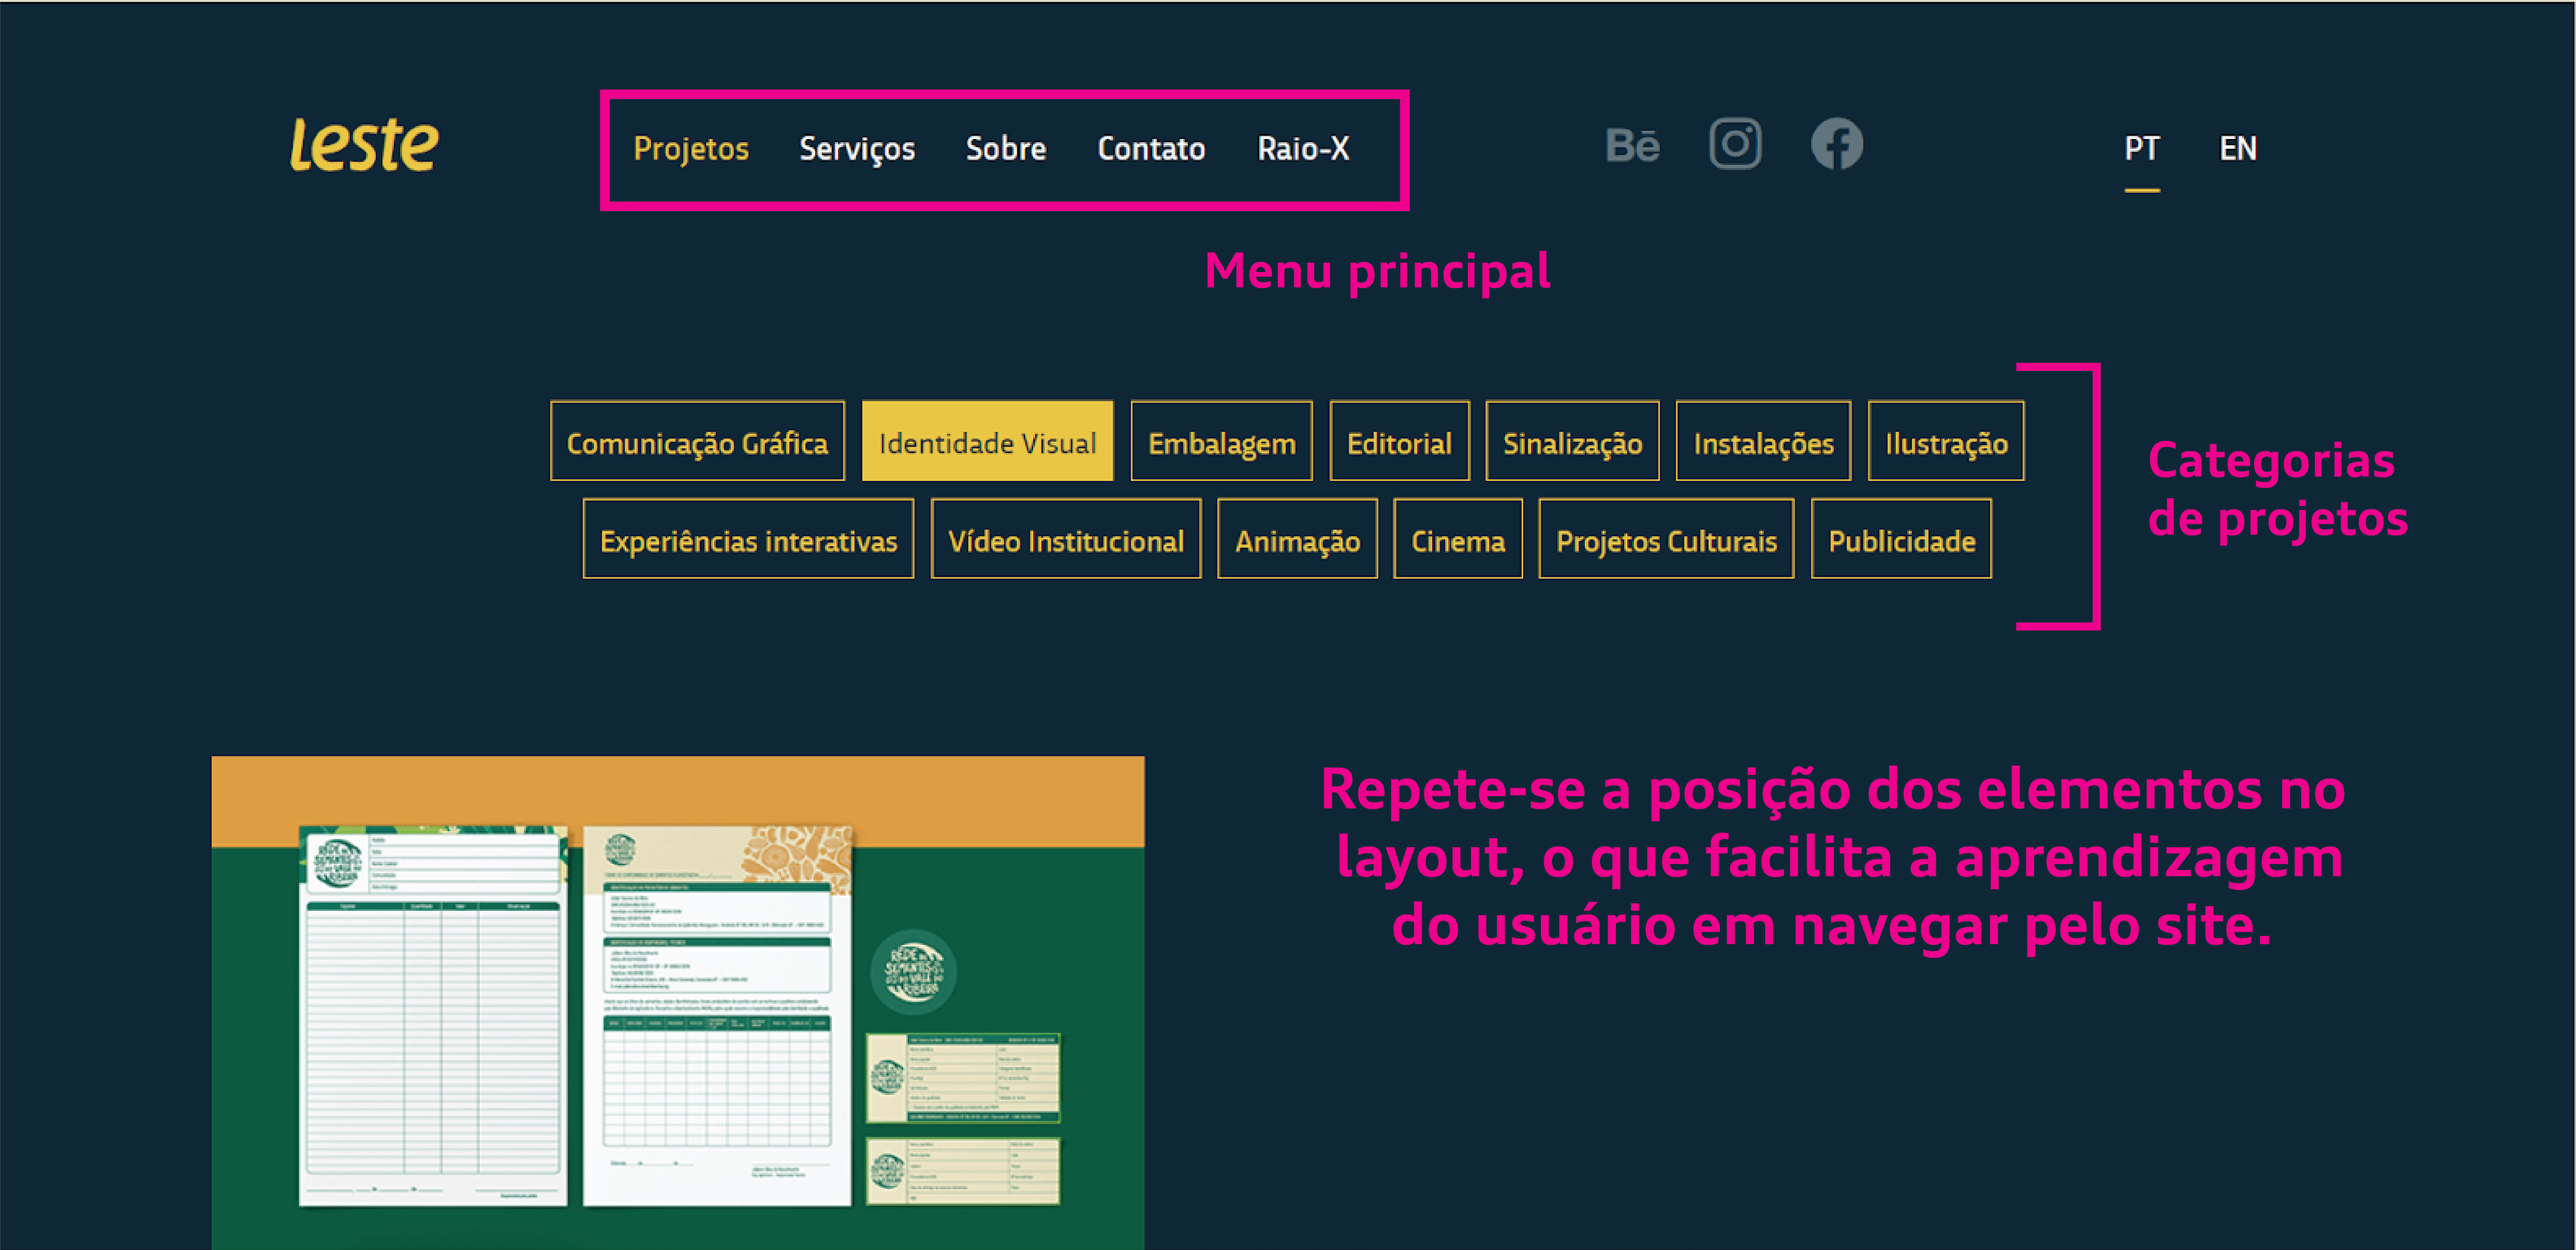 leste
Projetos Serviços Sobre Contato Raio-X
Bē
PT EN
Menu principal
Comunicação Gráfica Identidade Visual Embalagem Editorial Sinalização Instalações Ilustração
Experiências interativas Vídeo Institucional Animação Cinema Projetos Culturais Publicidade
Categorias
de projetos
Repete-se a posição dos elementos no
layout, o que facilita a aprendizagem
do usuário em navegar pelo site.
REDE DE
SEMENTES
DO VALE DO
RIBEIRA